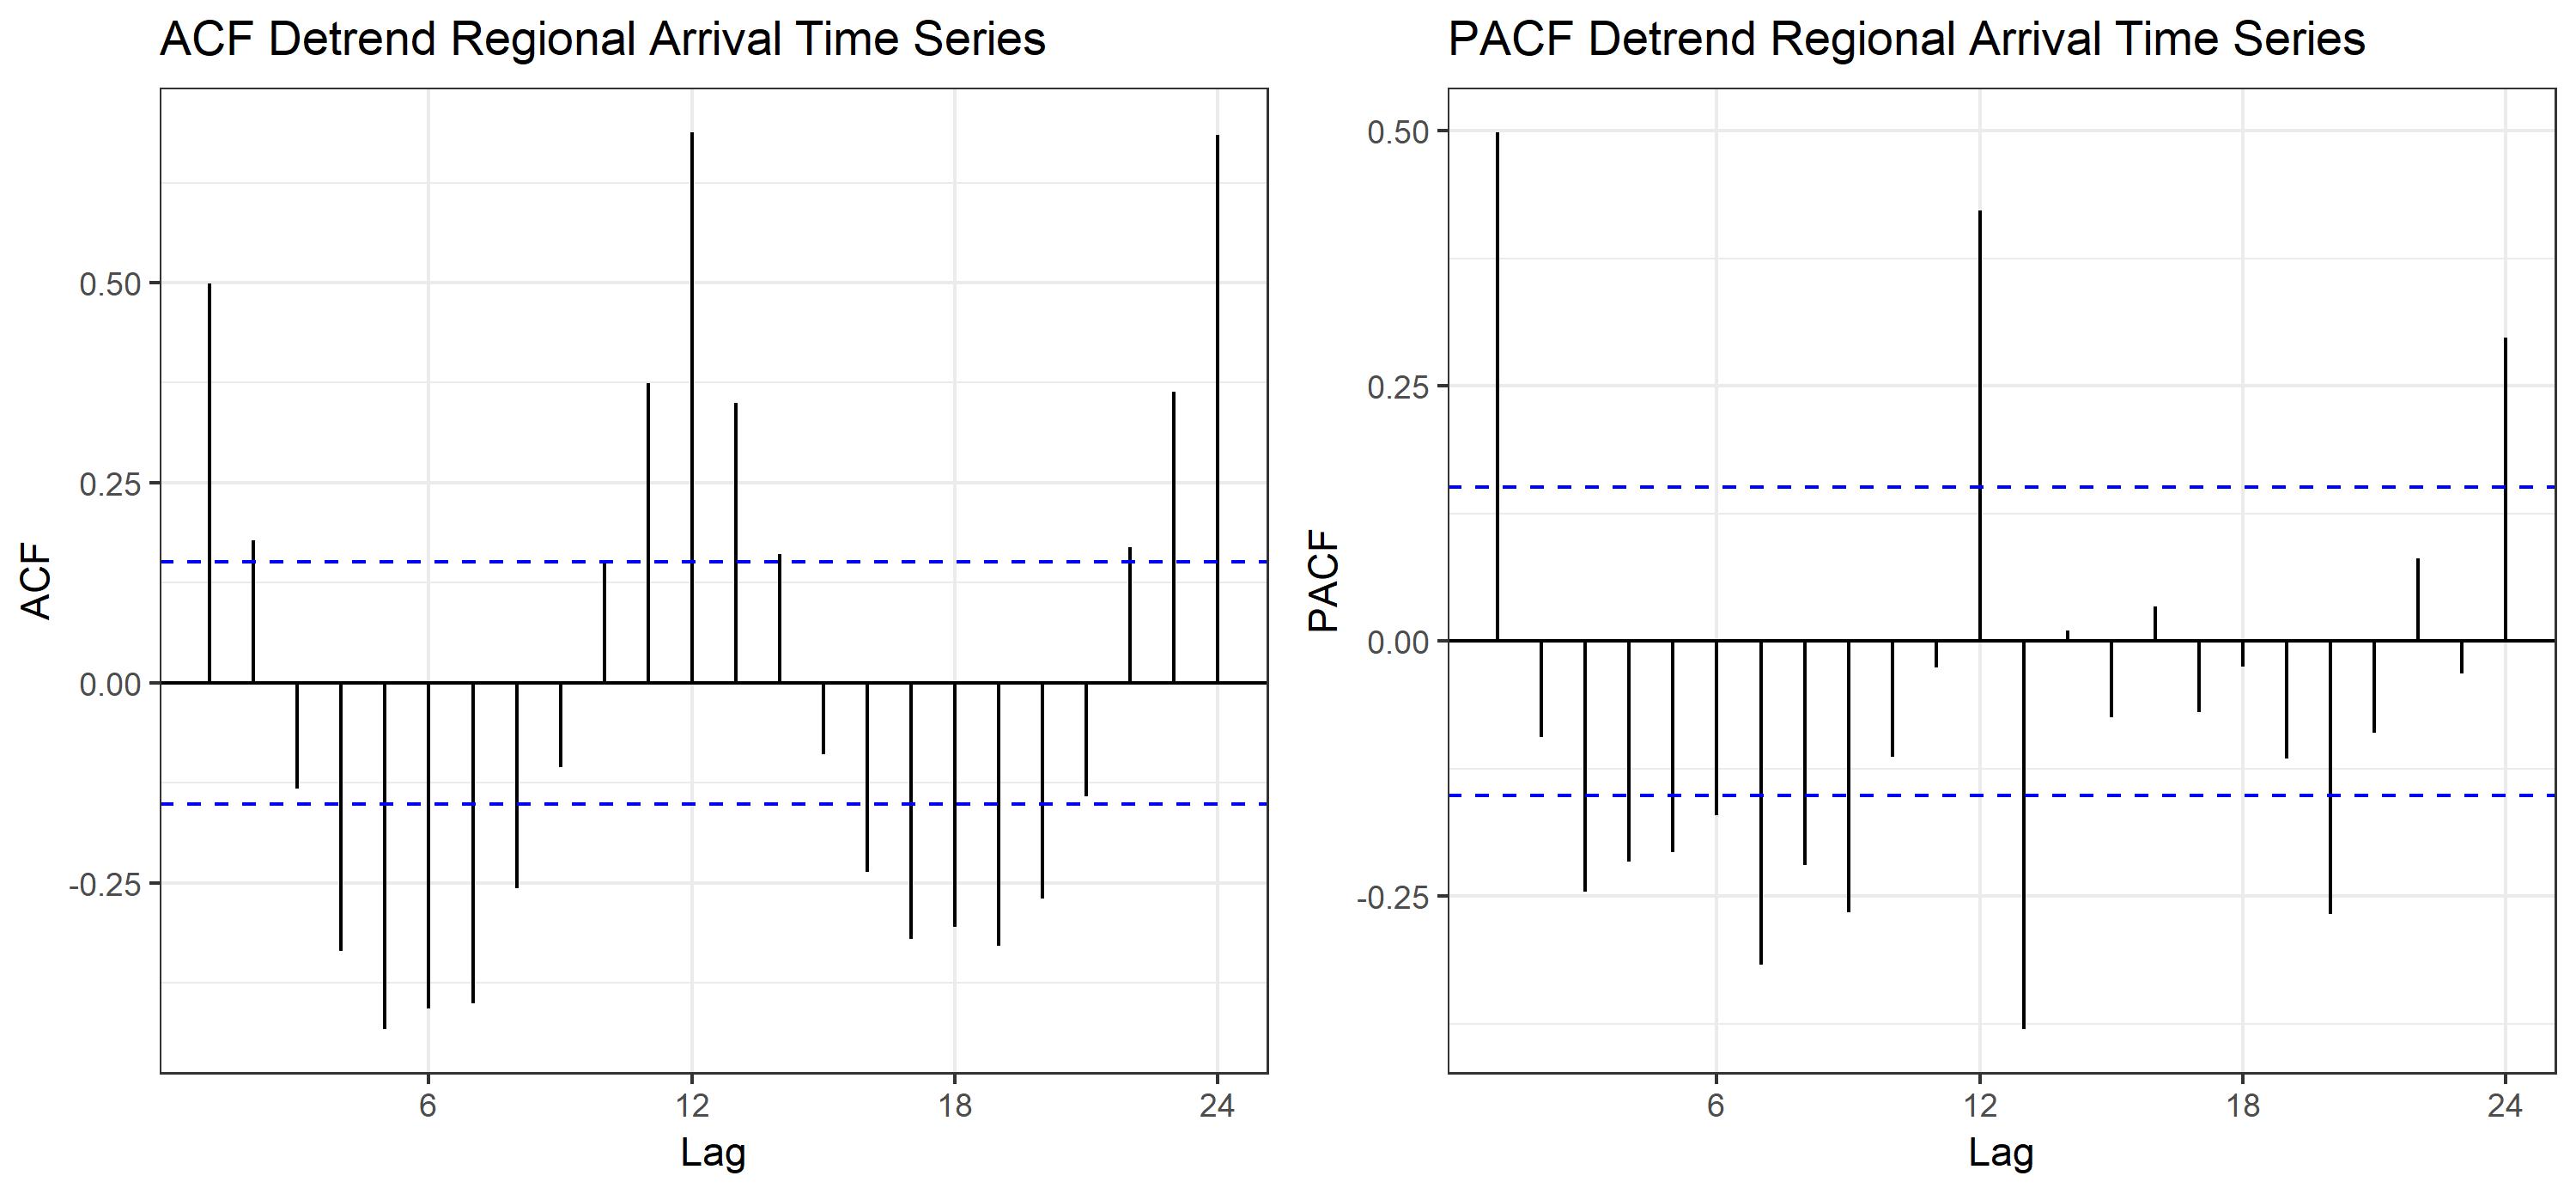 ACF Detrend Regional Arrival Time Series
ACF
0.50
0.25
0.00
-0.25
6 12 18 24
Lag
PACF Detrend Regional Arrival Time Series
PACF
0.50
0.25
0.00
-0.25
6 12 18 24
Lag